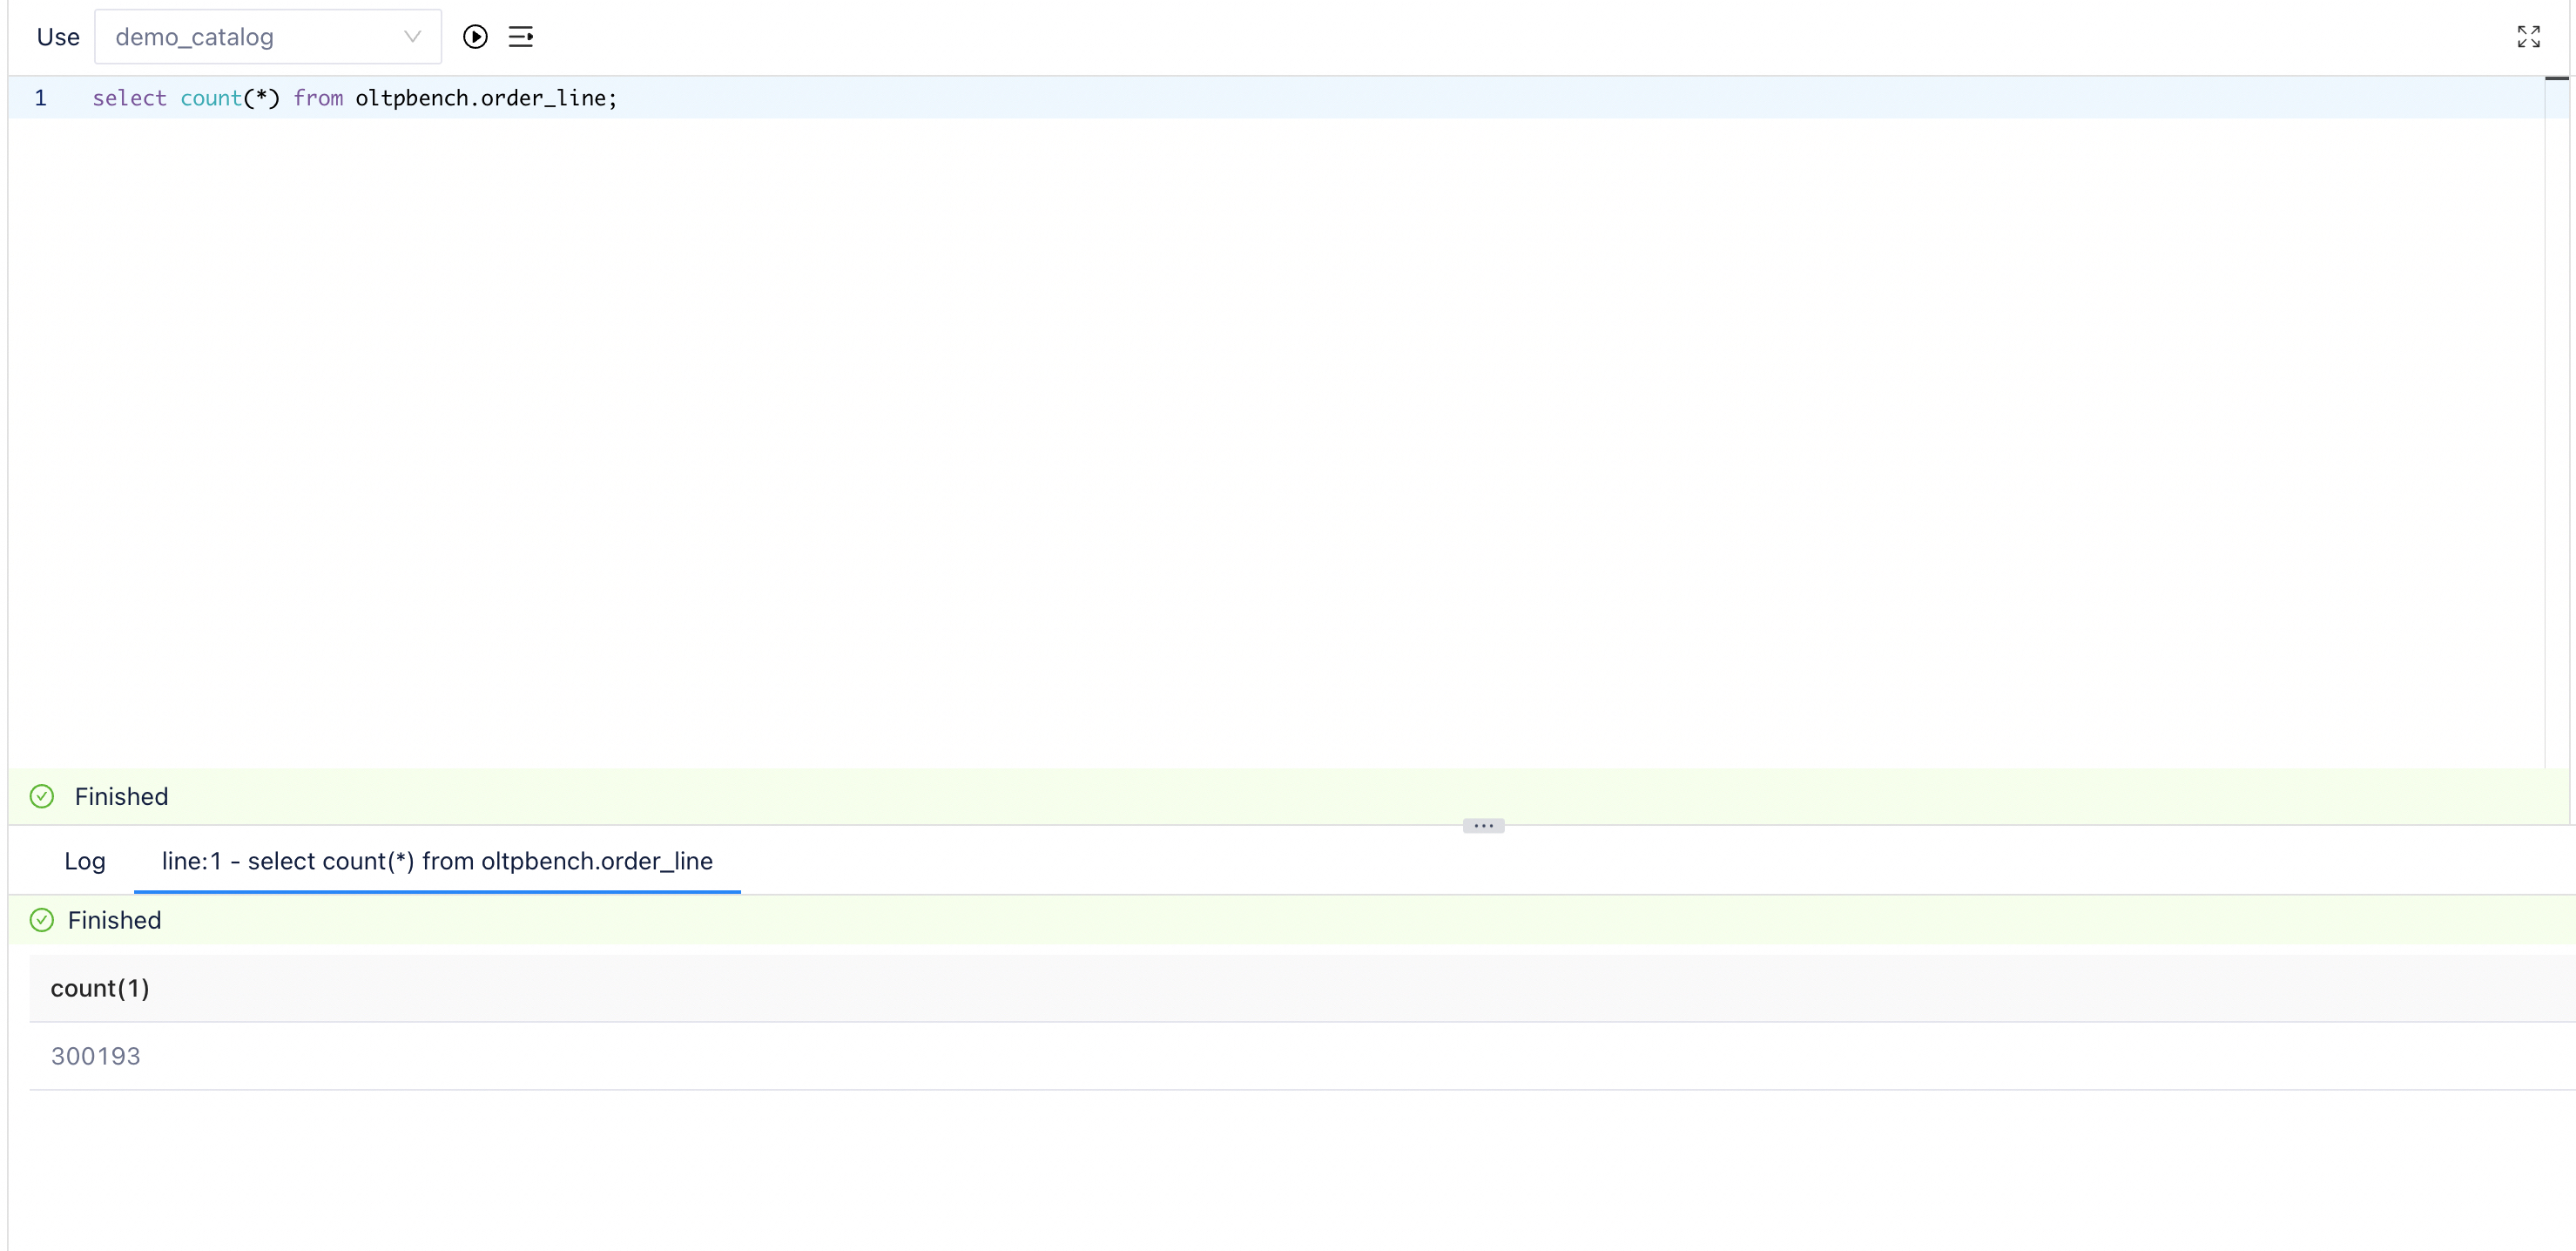 Use demo_catalog
1 select count(*) from oltpbench.order_line;
Finished
Log line:1 - select count(*) from oltpbench.order_line
Finished
count(1)
300193